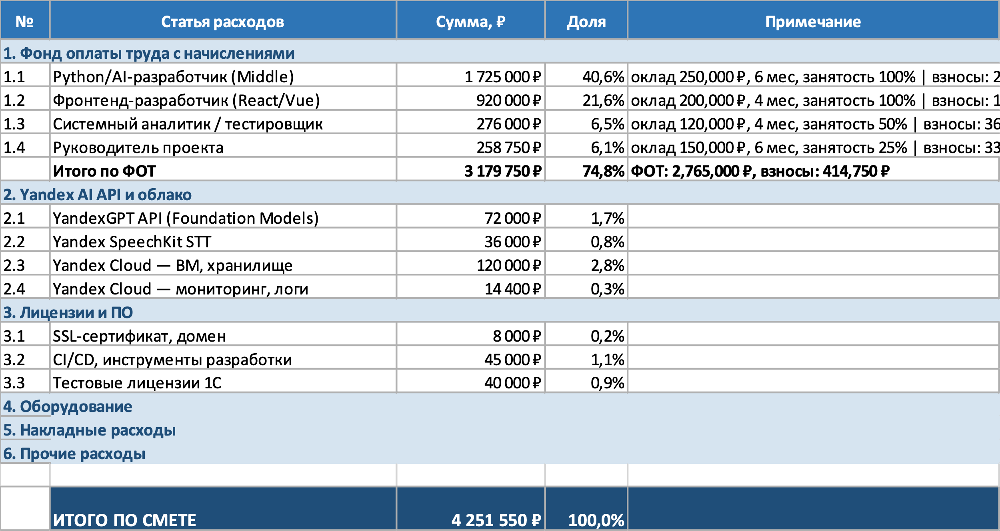 № Статья расходов Сумма, ₽ Доля Примечание
1. Фонд оплаты труда с начислениями
1.1 Python/AI-разработчик (Middle) 1 725 000 ₽ 40,6% оклад 250,000 ₽, 6 мес, занятость 100% | взносы: 2
1.2 Фронтенд-разработчик (React/Vue) 920 000 ₽ 21,6% оклад 200,000 ₽, 4 мес, занятость 100% | взносы: 1
1.3 Системный аналитик / тестировщик 276 000 ₽ 6,5% оклад 120,000 ₽, 4 мес, занятость 50% | взносы: 36
1.4 Руководитель проекта 258 750 ₽ 6,1% оклад 150,000 ₽, 6 мес, занятость 25% | взносы: 33
Итого по ФОТ 3 179 750 ₽ 74,8% ФОТ: 2,765,000 ₽, взносы: 414,750 ₽
2. Yandex AI API и облако
2.1 YandexGPT API (Foundation Models) 72 000 ₽ 1,7%
2.2 Yandex SpeechKit STT 36 000 ₽ 0,8%
2.3 Yandex Cloud — ВМ, хранилище 120 000 ₽ 2,8%
2.4 Yandex Cloud — мониторинг, логи 14 400 ₽ 0,3%
3. Лицензии и ПО
3.1 SSL-сертификат, домен 8 000 ₽ 0,2%
3.2 CI/CD, инструменты разработки 45 000 ₽ 1,1%
3.3 Тестовые лицензии 1С 40 000 ₽ 0,9%
4. Оборудование
5. Накладные расходы
6. Прочие расходы
ИТОГО ПО СМЕТЕ 4 251 550 ₽ 100,0%